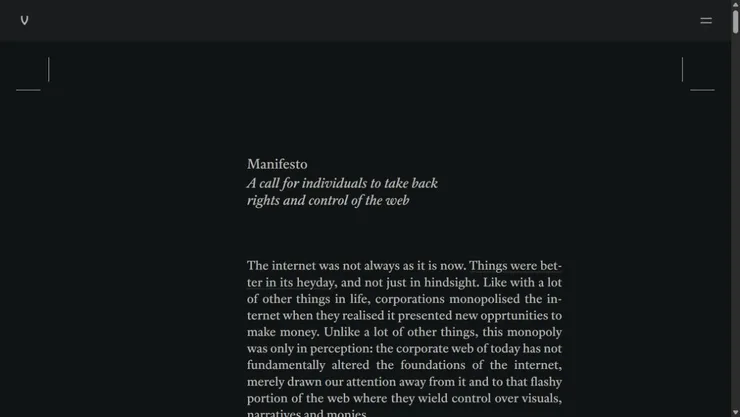 V
Manifesto
A call for individuals to take back
rights and control of the web
The internet was not always as it is now. Things were bet-
ter in its heyday, and not just in hindsight. Like with a lot
of other things in life, corporations monopolised the in-
ternet when they realised it presented new opprtunities to
make money. Unlike a lot of other things, this monopoly
was only in perception: the corporate web of today has not
fundamentally altered the foundations of the internet,
merely drawn our attention away from it and to that flashy
portion of the web where they wield control over visuals,
narratives and monies.